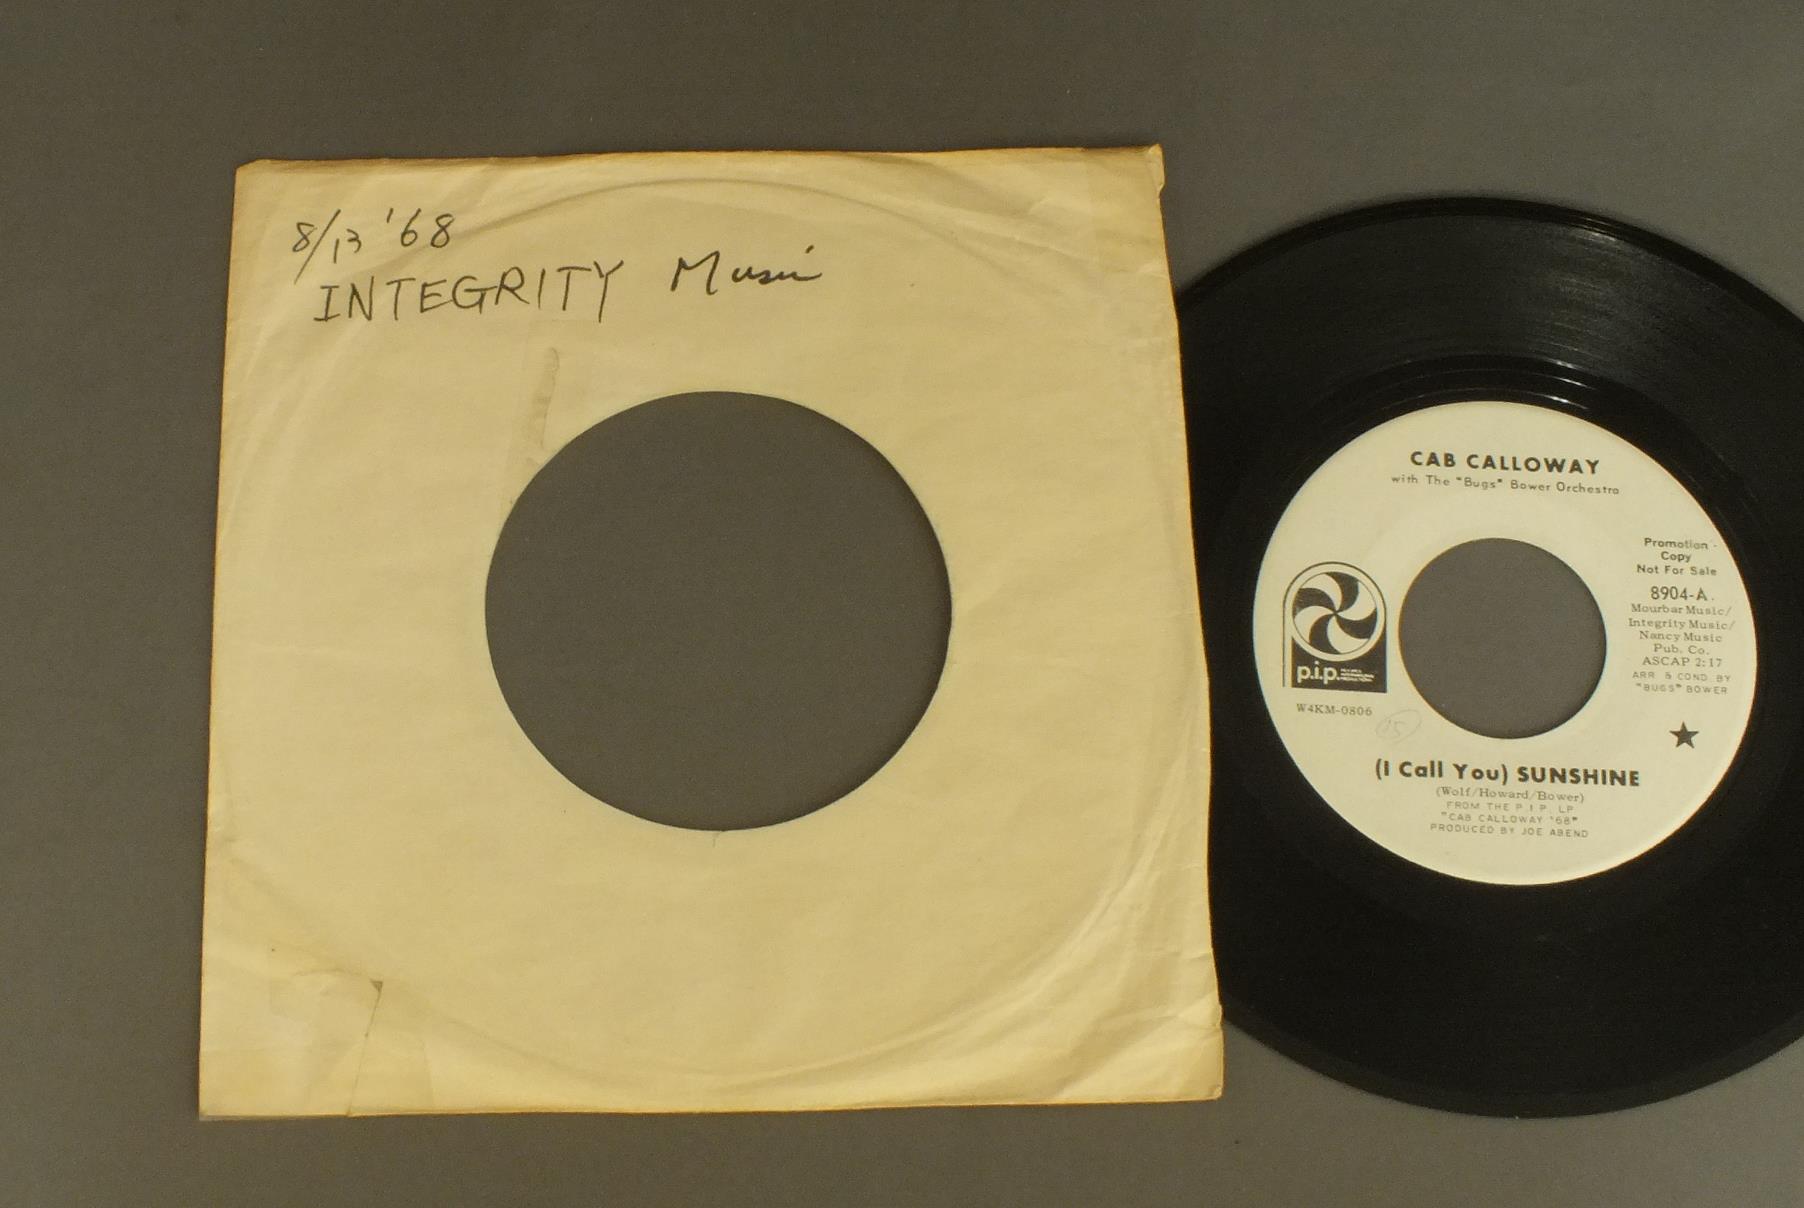 8/13 '68
INTEGRITY Music
CAB CALLOWAY
with The "Bugs" Bower Orchestra
Promotion
Copy
Not For Sale
8904-A
Mourbar Music/
Integrity Music/
Nancy Music
Pub. Co.
ASCAP 2:17
ARR. & COND. BY
"BUGS" BOWER
p.i.p.
W4KM-0806
15
(I Call You) SUNSHINE
(Wolf/Howard/Bower)
FROM THE P.I.P. LP
"CAB CALLOWAY '68"
PRODUCED BY JOE ABEND